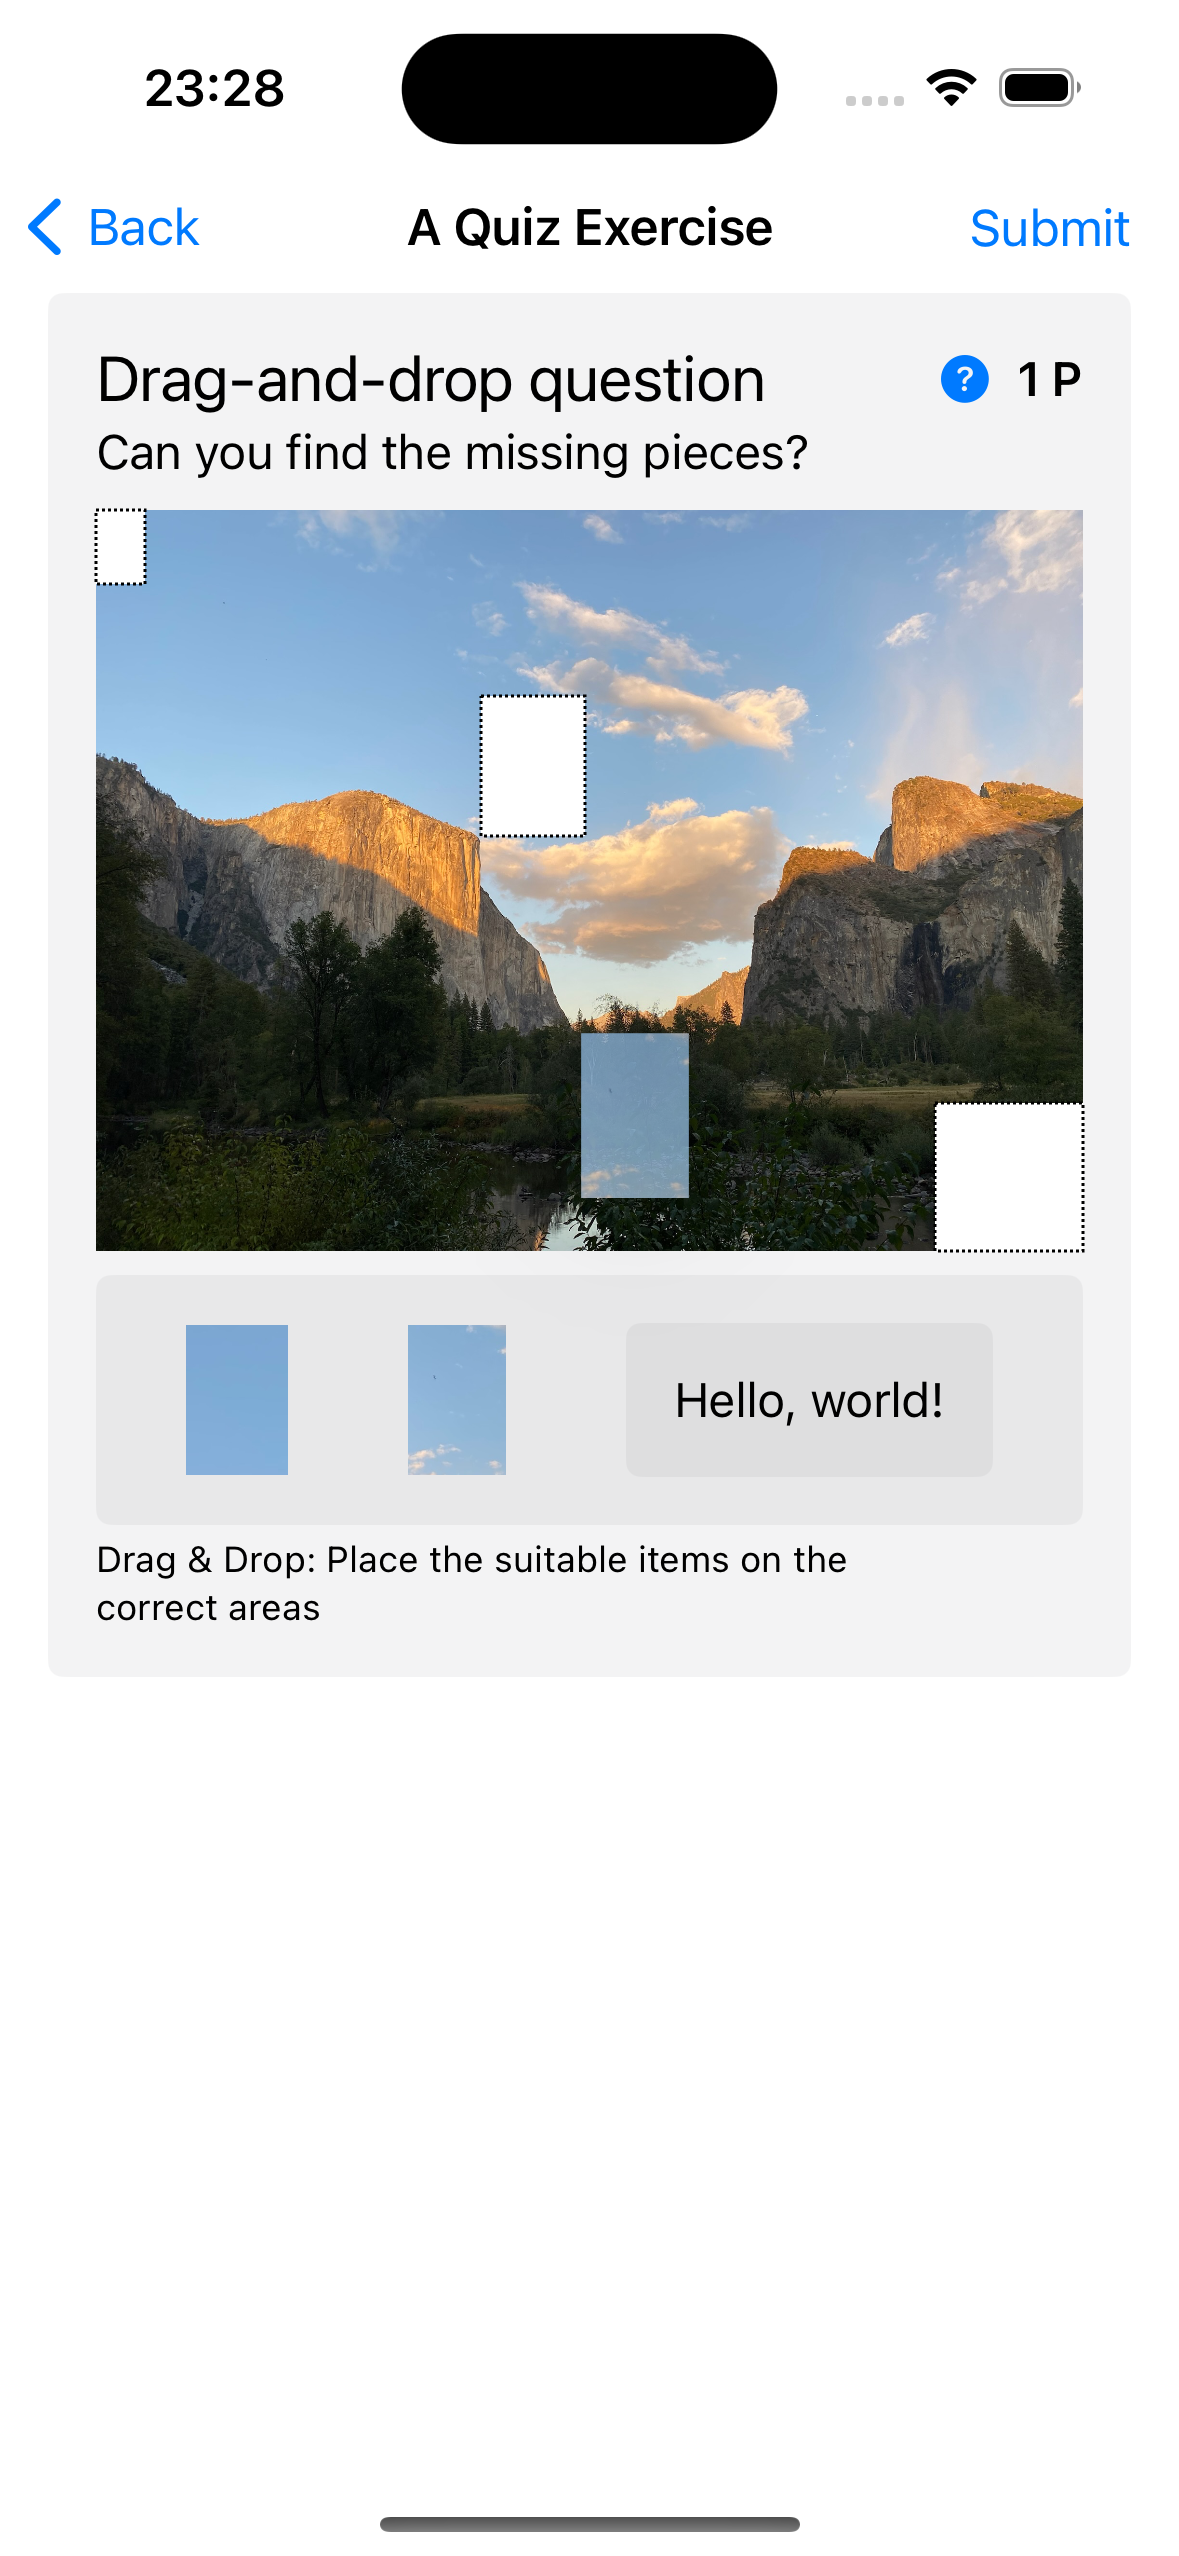 23:28
Back
A Quiz Exercise
Submit
Drag-and-drop question
? 1 P
Can you find the missing pieces?
Hello, world!
Drag & Drop: Place the suitable items on the
correct areas